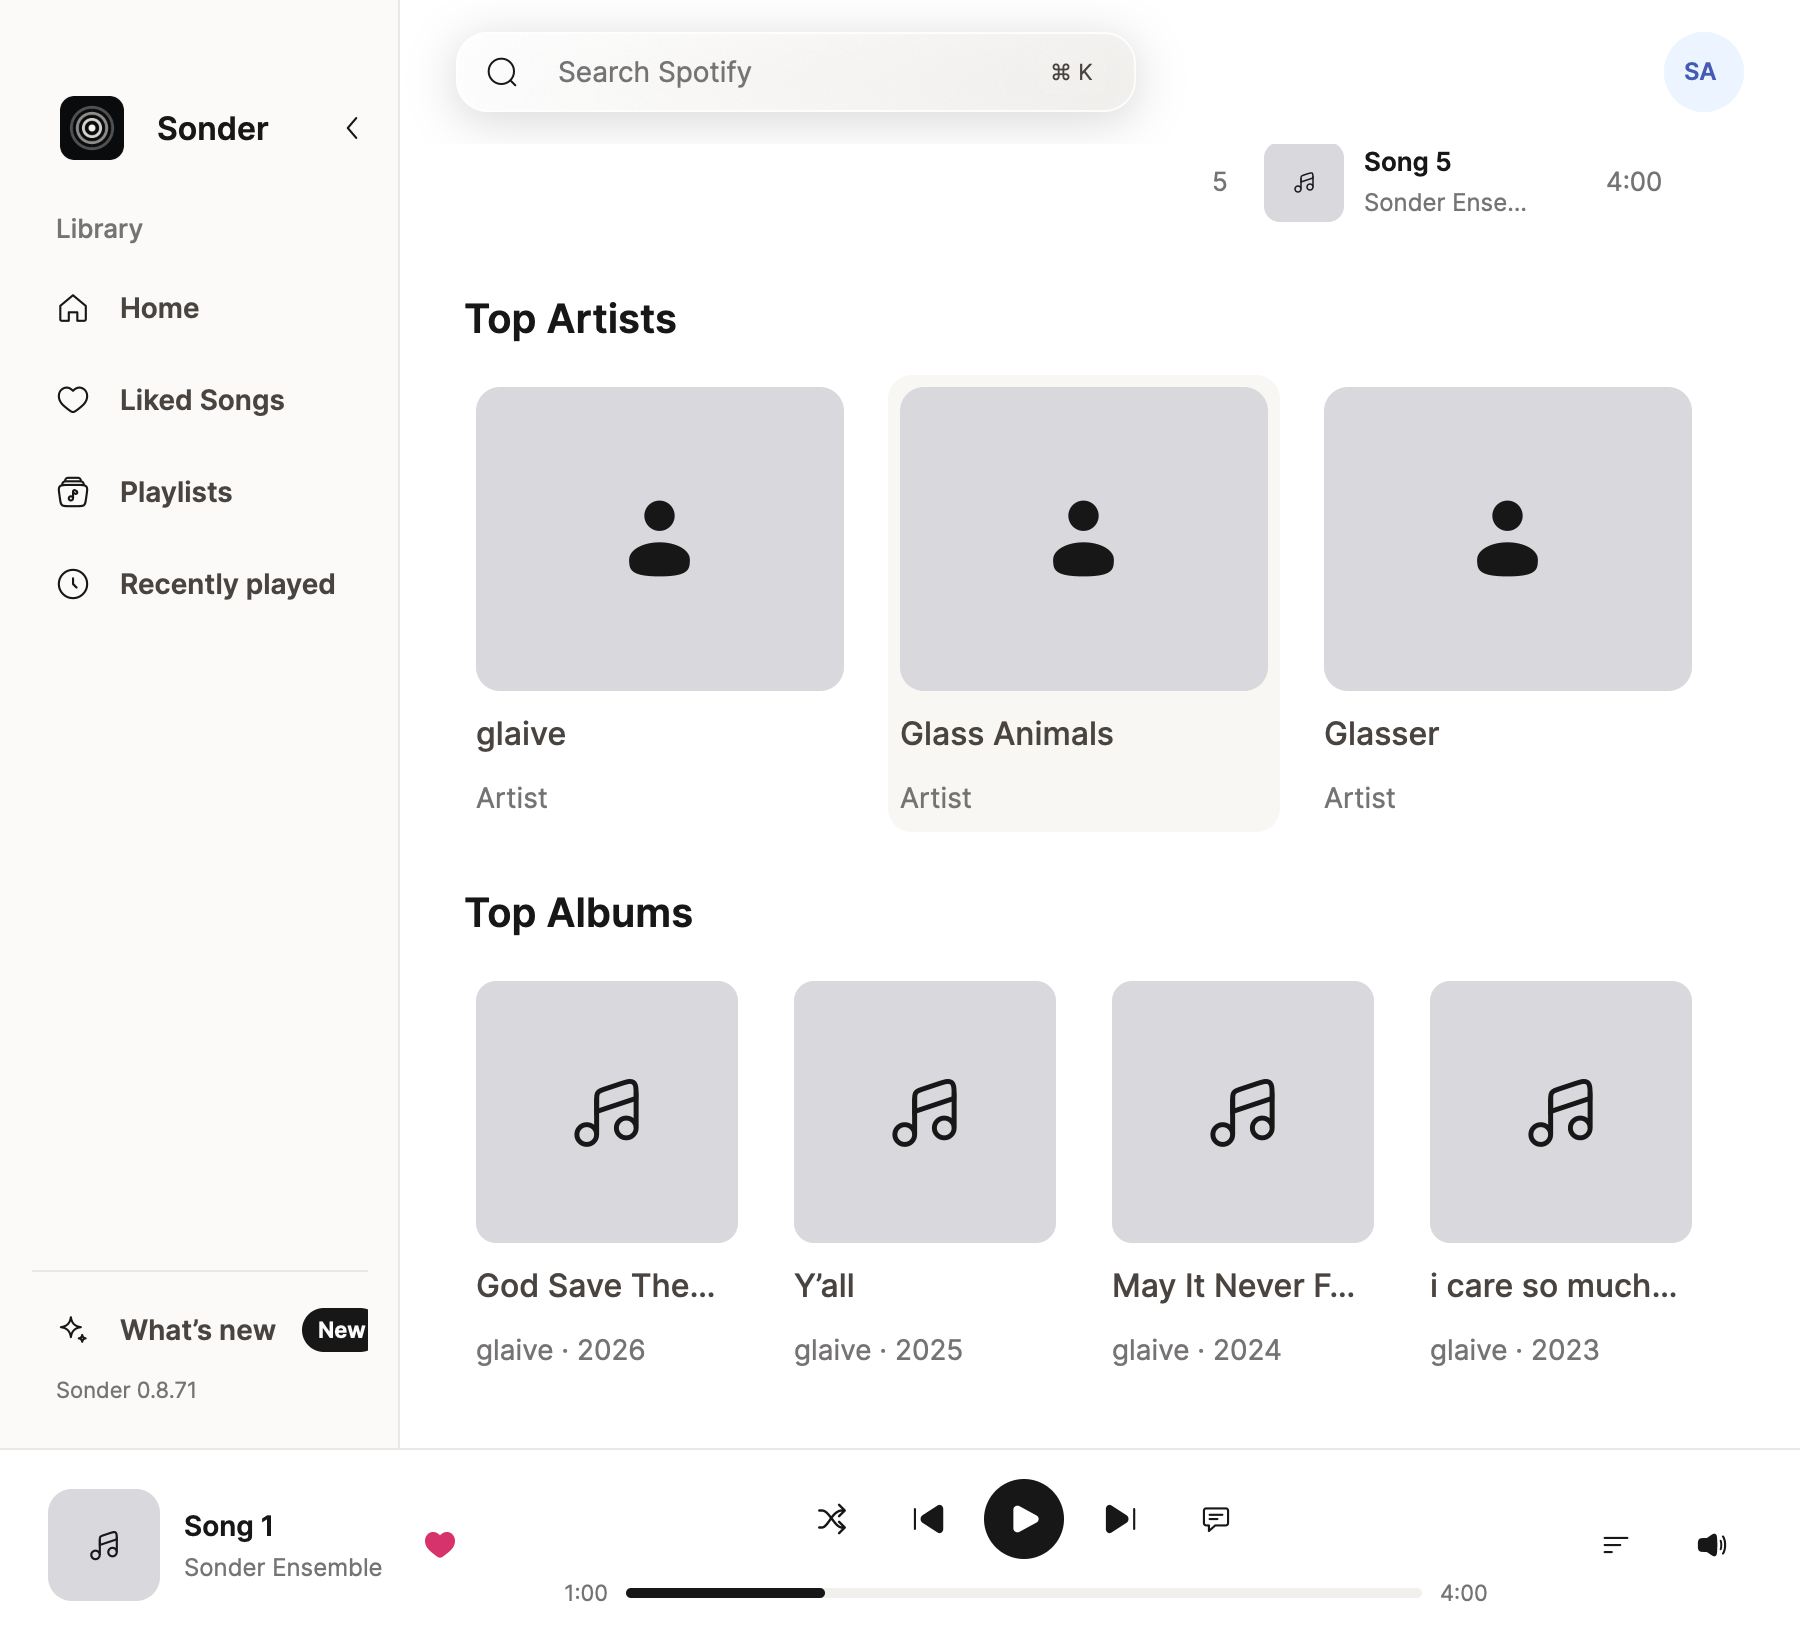 Sonder
Library
Home
Liked Songs
Playlists
Recently played
What’s new
New
Sonder 0.8.71
Search Spotify
⌘ K
SA
5
Song 5
Sonder Ense...
4:00
Top Artists
glaive
Artist
Glass Animals
Artist
Glasser
Artist
Top Albums
God Save The...
glaive · 2026
Y’all
glaive · 2025
May It Never F...
glaive · 2024
i care so much...
glaive · 2023
Song 1
Sonder Ensemble
1:00
4:00